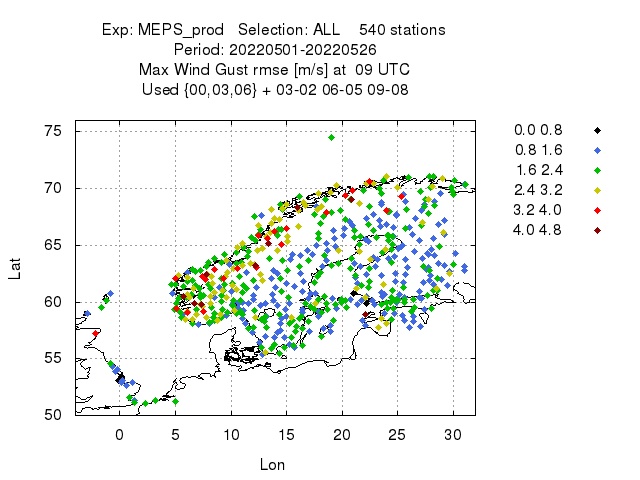 Exp: MEPS_prod Selection: ALL 540 stations
Period: 20220501-20220526
Max Wind Gust rmse [m/s] at 09 UTC
Used {00,03,06} + 03-02 06-05 09-08
75
70
65
60
55
50
Lat
0 5 10 15 20 25 30
Lon
0.0 0.8
0.8 1.6
1.6 2.4
2.4 3.2
3.2 4.0
4.0 4.8